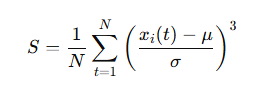 S = \frac{1}{N} \sum_{t=1}^{N} \left( \frac{x_i(t) - \mu}{\sigma} \right)^3